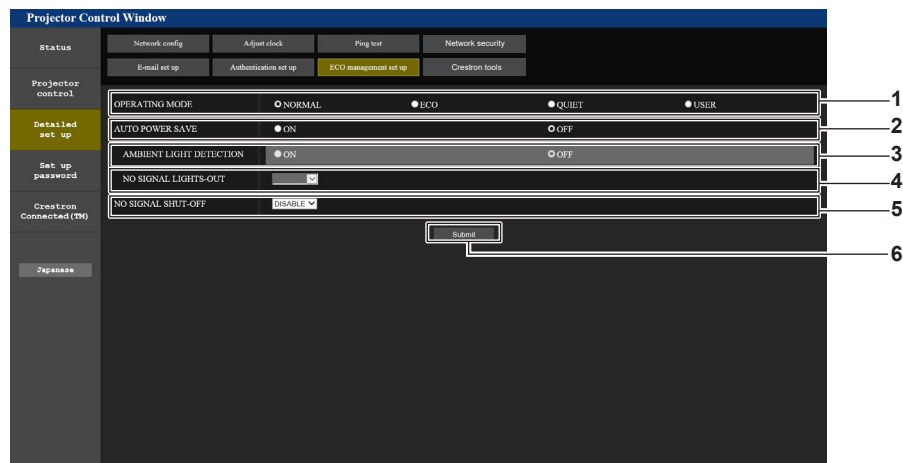 Projector Control Window
Status
Network config Adjust clock Ping test Network security
E-mail set up Authentication set up ECO management set up Crestron tools
Projector
control
Detailed
set up
Set up
password
Crestron
Connected(TM)
Japanese
OPERATING MODE NORMAL ECO QUIET USER 1
AUTO POWER SAVE ON OFF 2
AMBIENT LIGHT DETECTION ON OFF 3
NO SIGNAL LIGHTS-OUT 4
NO SIGNAL SHUT-OFF DISABLE 5
Submit 6